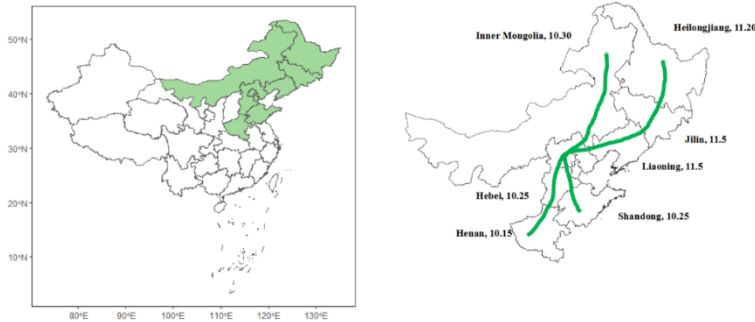 50°N
40°N
30°N
20°N
10°N
80°E 90°E 100°E 110°E 120°E 130°E
Inner Mongolia, 10.30
Heilongjiang, 11.20
Jilin, 11.5
Liaoning, 11.5
Hebei, 10.25
Shandong, 10.25
Henan, 10.15